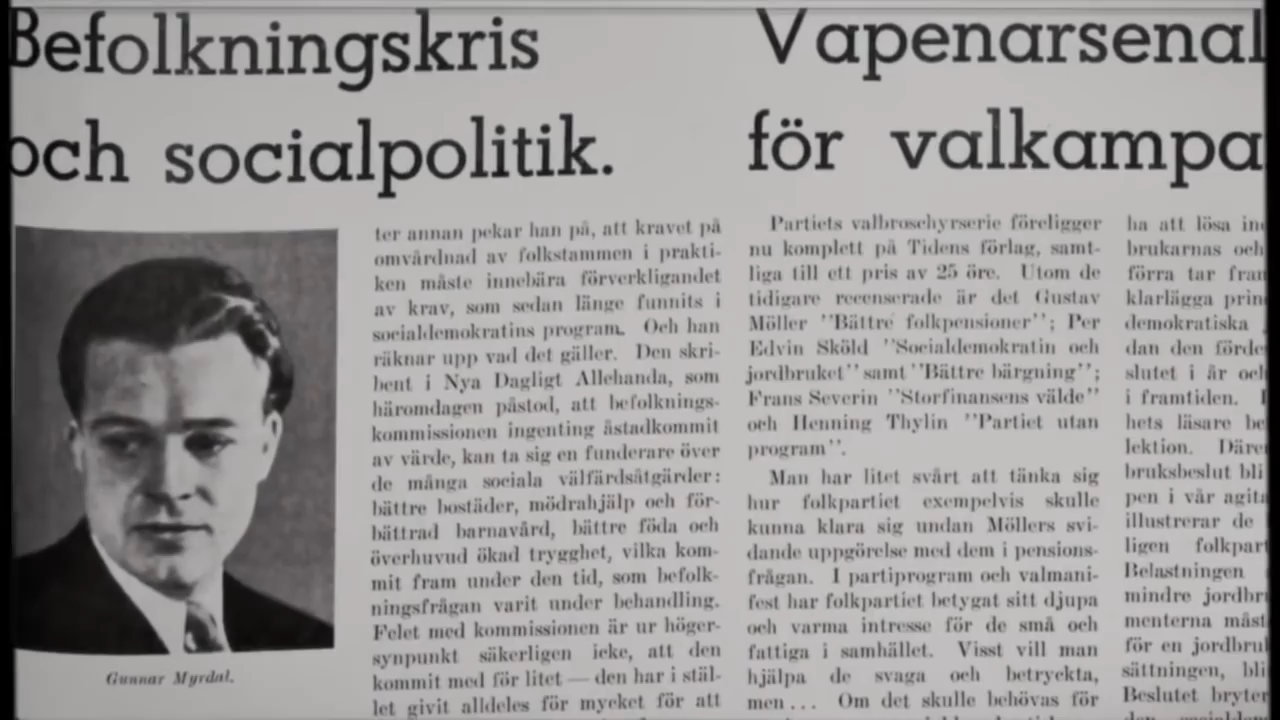 Befolkningskris
och socialpolitik.
Gunnar Myrdal.
ter annan pekar han på, att kravet på
omvårdnad av folkstammen i prakti-
ken måste innebära förverkligandet
av krav, som sedan länge funnits i
socialdemokratins program. Och han
räknar upp vad det gäller. Den skri-
bent i Nya Dagligt Allehanda, som
häromdagen påstod, att befolknings-
kommissionen ingenting åstadkommit
av värde, kan ta sig en funderare över
de många sociala välfärdsåtgärder:
bättre bostäder, mödrahjälp och för-
bättrad barnavård, bättre föda och
överhuvud ökad trygghet, vilka kom-
mit fram under den tid, som befolk-
ningsfrågan varit under behandling.
Felet med kommissionen är ur höger-
synpunkt säkerligen icke, att den
kommit med för litet — den har i stäl-
let givit alldeles för mycket för att
Vapenarsenal
för valkampa
Partiets valbroschyrserie föreligger
nu komplett på Tidens förlag, samt-
liga till ett pris av 25 öre. Utom de
tidigare recenserade är det Gustav
Möller "Bättre folkpensioner"; Per
Edvin Sköld "Socialdemokratin och
jordbruket" samt "Bättre bärgning";
Frans Severin "Storfinansens välde"
och Henning Thylin "Partiet utan
program".
Man har litet svårt att tänka sig
hur folkpartiet exempelvis skulle
kunna klara sig undan Möllers svi-
dande uppgörelse med dem i pensions-
frågan. I partiprogram och valmani-
fest har folkpartiet betygat sitt djupa
och varma intresse för de små och
fattiga i samhället. Visst vill man
hjälpa de svaga och betryckta,
men ... Om det skulle behövas för
ha att lösa in
brukarnas och
förra tar fra
klarlägga prin
demokratiska
dan den förde
slutet i år och
i framtiden.
hets läsare be
lektion. Däre
bruksbeslut bli
pen i vår agita
illustrerar de
ligen folkpart
Belastningen
mindre jordbr
menterna måst
för en jordbru
sättningen, bli
Beslutet bryter